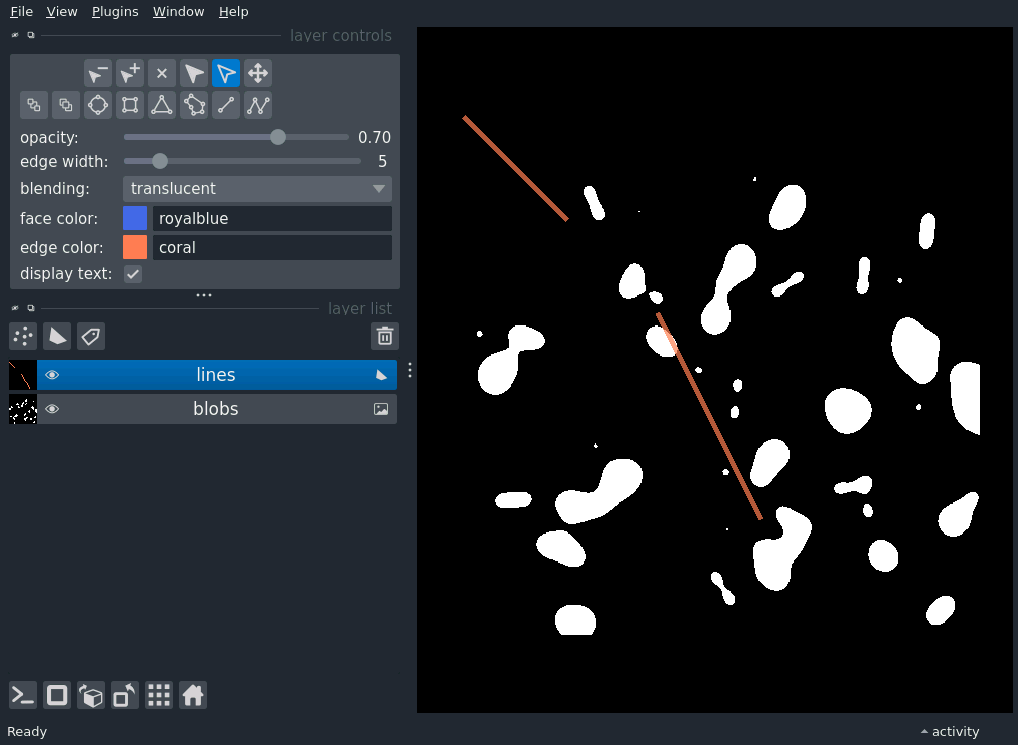 File View Plugins Window Help
layer controls
opacity: 0.70
edge width: 5
blending: translucent
face color: royalblue
edge color: coral
display text:
layer list
lines
blobs
Ready
activity